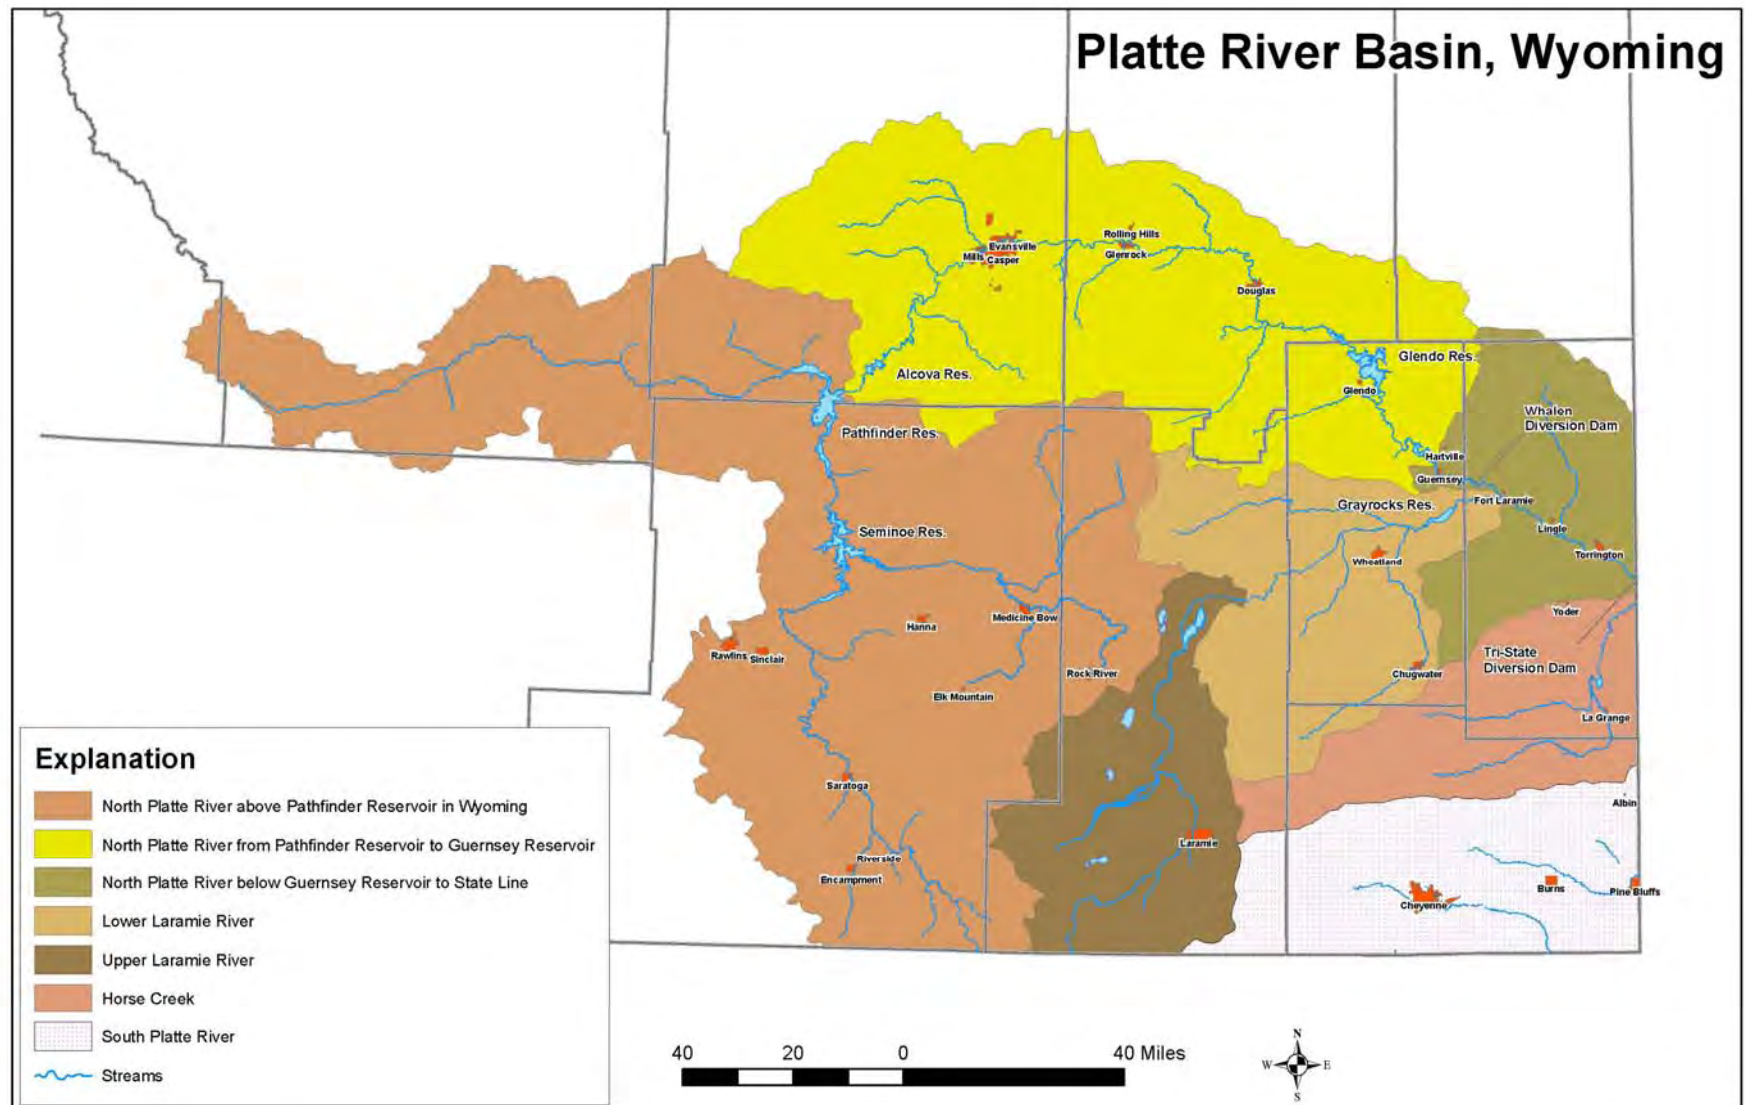 Platte River Basin, Wyoming
Rolling Hills
Evansville
Mills
Casper
Glenrock
Douglas
Glendo Res.
Alcova Res.
Glendo
Whalen
Diversion Dam
Pathfinder Res.
Hartville
Guernsey
Fort Laramie
Grayrocks Res.
Seminoe Res.
Lingle
Torrington
Wheatland
Yoder
Medicine Bow
Hanna
Rawlins
Sinclair
Tri-State
Diversion Dam
Rock River
Chugwater
Elk Mountain
La Grange
Saratoga
Albin
Laramie
Riverside
Encampment
Burns
Pine Bluffs
Cheyenne
Explanation
North Platte River above Pathfinder Reservoir in Wyoming
North Platte River from Pathfinder Reservoir to Guernsey Reservoir
North Platte River below Guernsey Reservoir to State Line
Lower Laramie River
Upper Laramie River
Horse Creek
South Platte River
Streams
40 20 0 40 Miles
N
W E
S